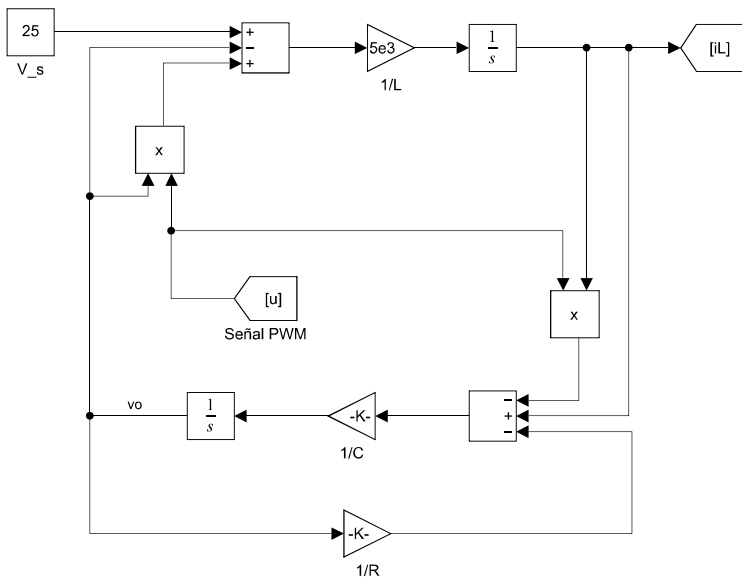 25
V_s
+
−
+
5e3
1/L
1
s
[iL]
x
[u]
Señal PWM
x
vo
1
s
-K-
1/C
−
+
−
-K-
1/R